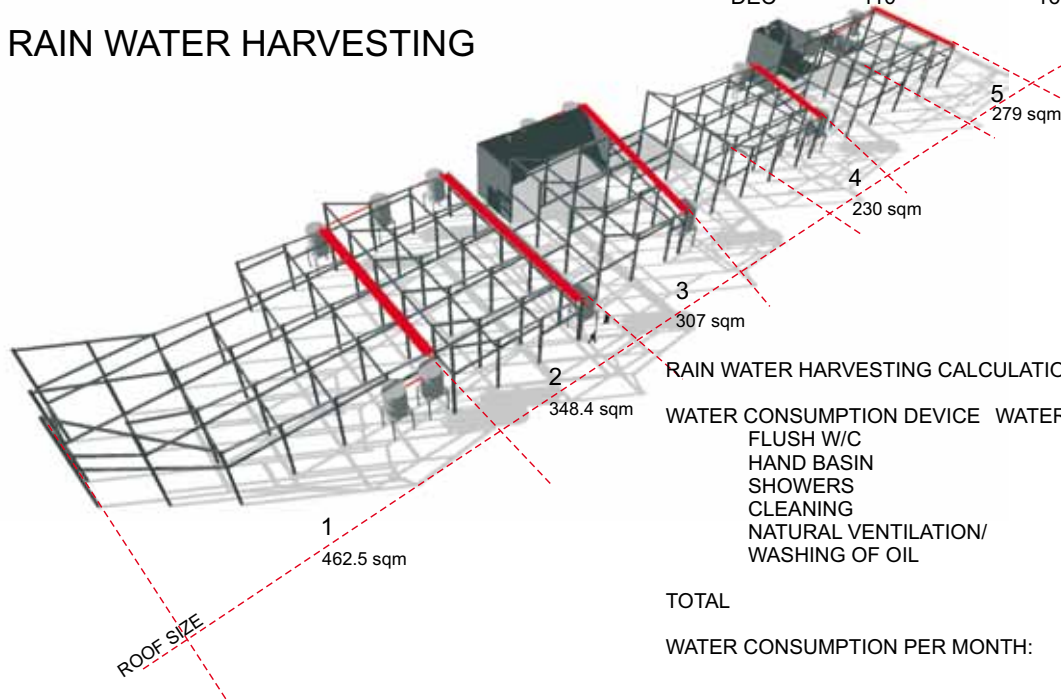 DEC 110
RAIN WATER HARVESTING
5
279 sqm
4
230 sqm
3
307 sqm
2
348.4 sqm
1
462.5 sqm
ROOF SIZE
RAIN WATER HARVESTING CALCULATIO
WATER CONSUMPTION DEVICE WATER
FLUSH W/C
HAND BASIN
SHOWERS
CLEANING
NATURAL VENTILATION/
WASHING OF OIL
TOTAL
WATER CONSUMPTION PER MONTH: